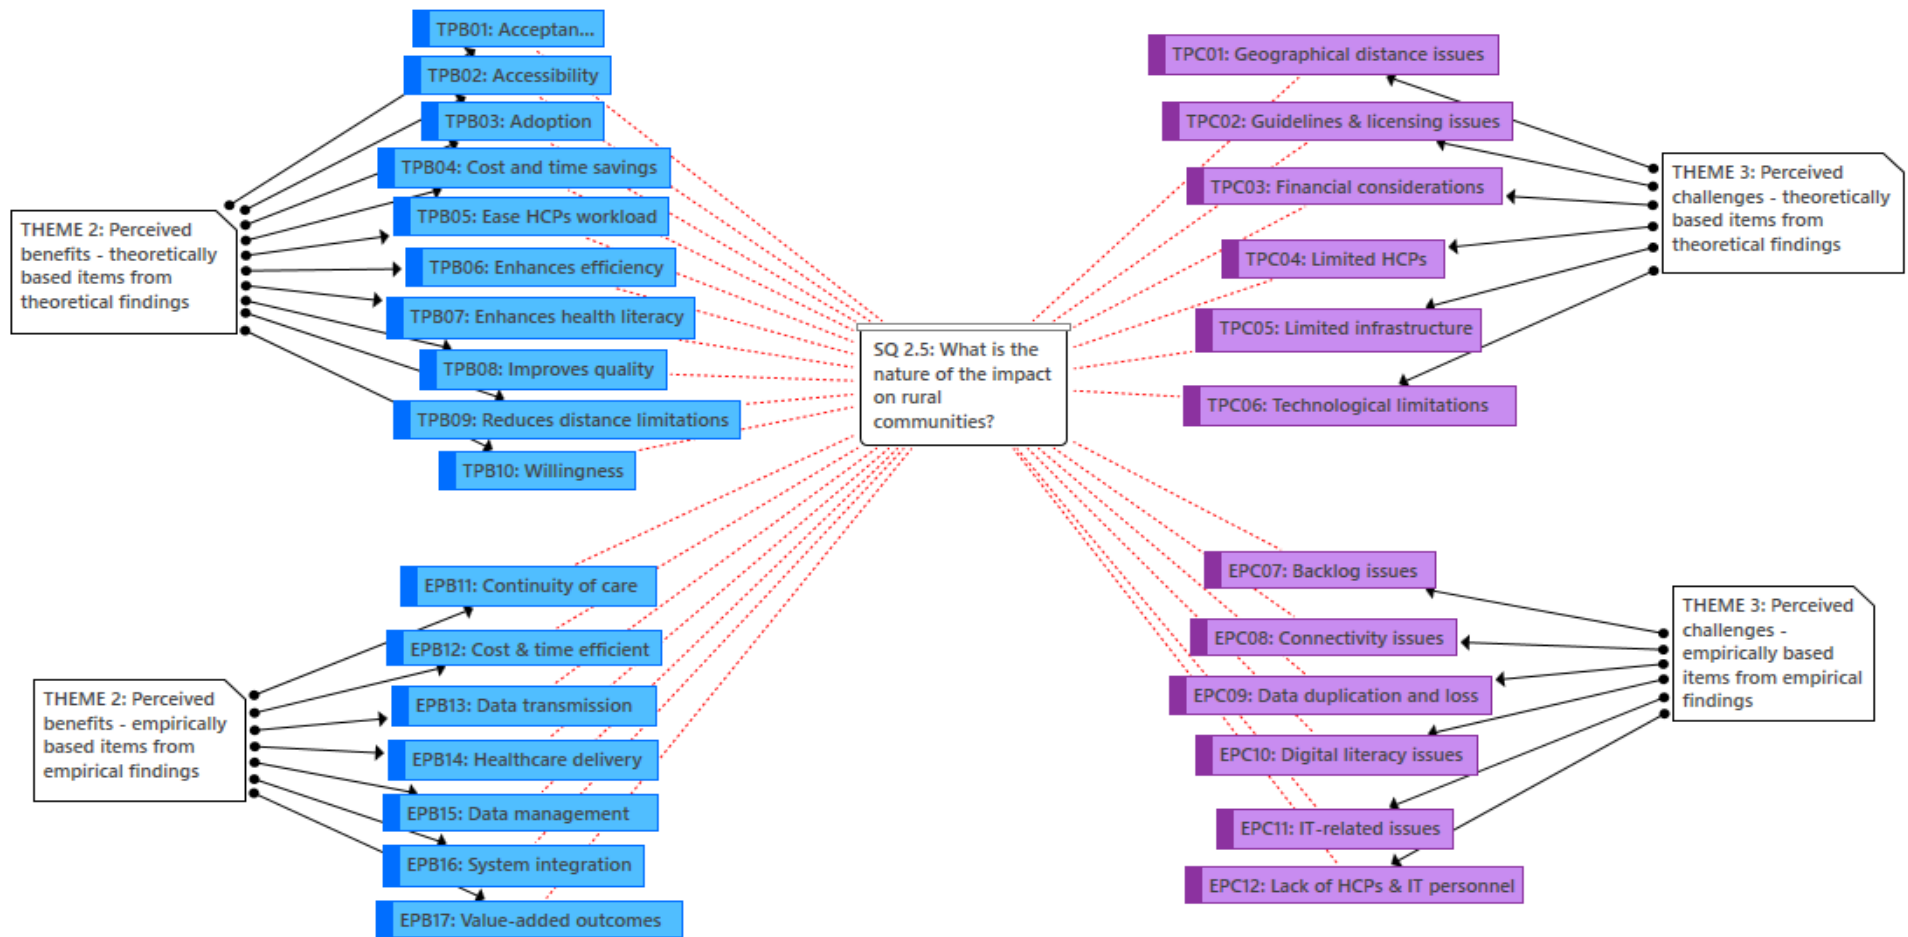 TPB01: Acceptan...
TPB02: Accessibility
TPB03: Adoption
TPB04: Cost and time savings
TPB05: Ease HCPs workload
TPB06: Enhances efficiency
TPB07: Enhances health literacy
TPB08: Improves quality
TPB09: Reduces distance limitations
TPB10: Willingness
THEME 2: Perceived
benefits - theoretically
based items from
theoretical findings
TPC01: Geographical distance issues
TPC02: Guidelines & licensing issues
TPC03: Financial considerations
TPC04: Limited HCPs
TPC05: Limited infrastructure
TPC06: Technological limitations
THEME 3: Perceived
challenges - theoretically
based items from
theoretical findings
SQ 2.5: What is the
nature of the impact
on rural
communities?
EPB11: Continuity of care
EPB12: Cost & time efficient
EPB13: Data transmission
EPB14: Healthcare delivery
EPB15: Data management
EPB16: System integration
EPB17: Value-added outcomes
THEME 2: Perceived
benefits - empirically
based items from
empirical findings
EPC07: Backlog issues
EPC08: Connectivity issues
EPC09: Data duplication and loss
EPC10: Digital literacy issues
EPC11: IT-related issues
EPC12: Lack of HCPs & IT personnel
THEME 3: Perceived
challenges -
empirically based
items from empirical
findings